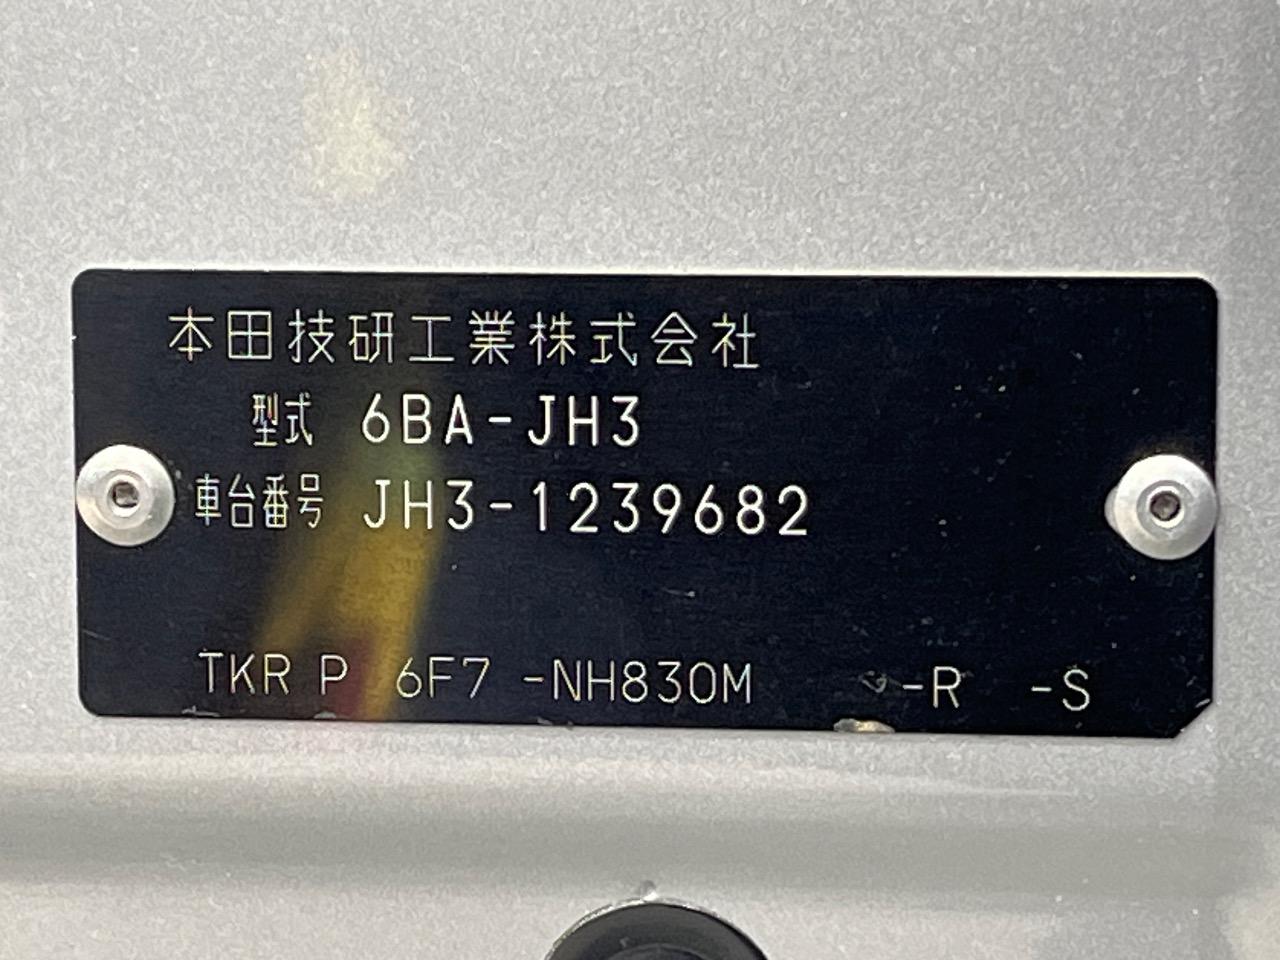 本田技研工業株式会社
型式 6BA-JH3
車台番号 JH3-1239682
TKR P 6F7 -NH830M -R -S